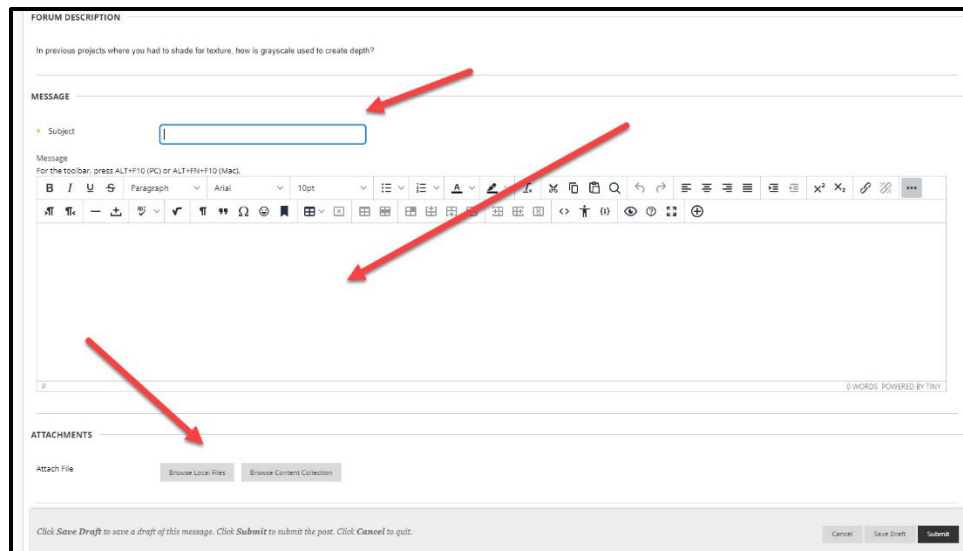 FORUM DESCRIPTION
In previous projects where you had to shade for texture, how is grayscale used to create depth?
MESSAGE
* Subject
Message
For the toolbar, press ALT+F10 (PC) or ALT+FN+F10 (Mac).
B I U S Paragraph Arial 10pt
P 0 WORDS POWERED BY TINY
ATTACHMENTS
Attach File Browse Local Files Browse Content Collection
Click Save Draft to save a draft of this message. Click Submit to submit the post. Click Cancel to quit. Cancel Save Draft Submit